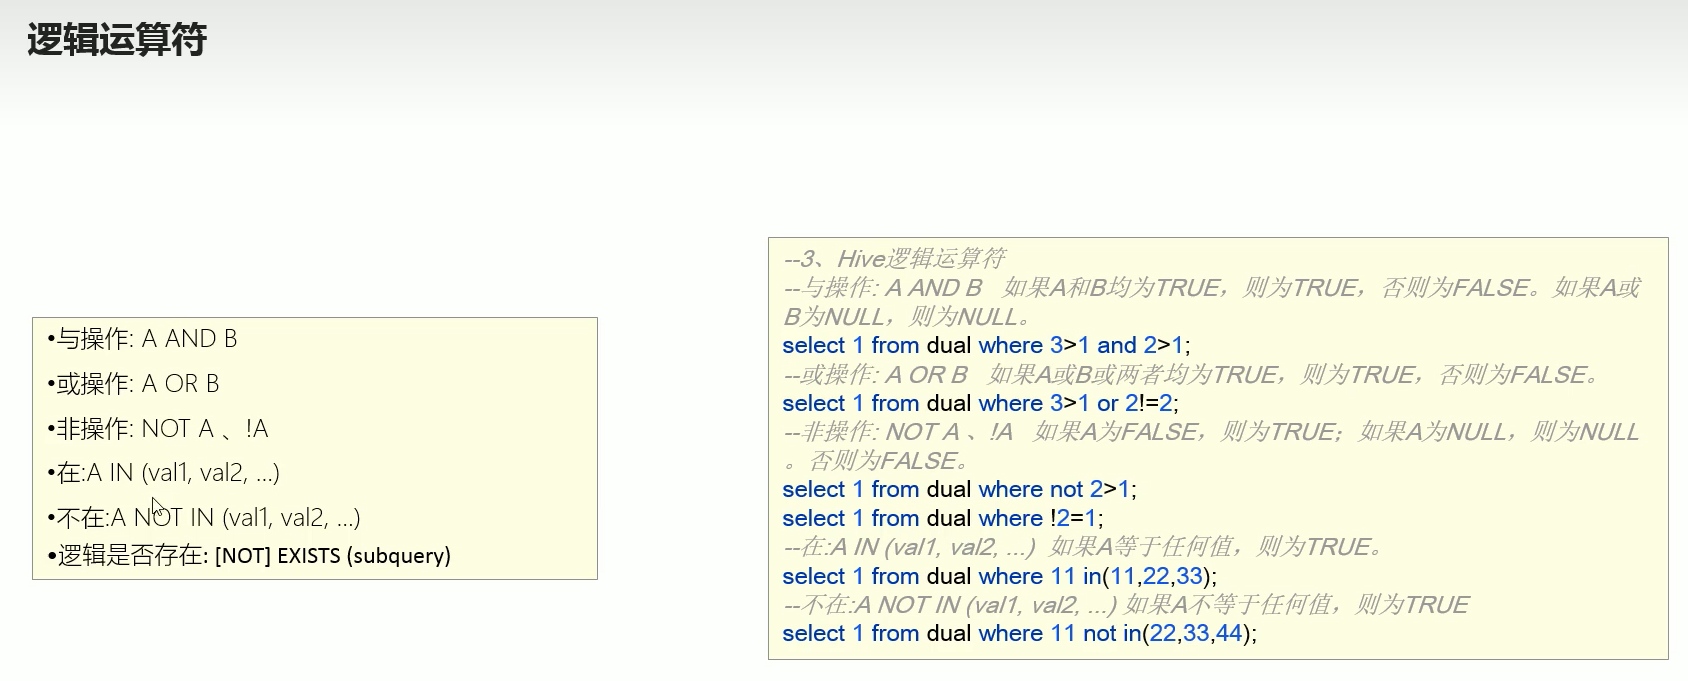 逻辑运算符
•与操作: A AND B
•或操作: A OR B
•非操作: NOT A 、!A
•在:A IN (val1, val2, ...)
•不在:A NOT IN (val1, val2, ...)
•逻辑是否存在: [NOT] EXISTS (subquery)
--3、Hive逻辑运算符
--与操作: A AND B   如果A和B均为TRUE，则为TRUE，否则为FALSE。如果A或
B为NULL，则为NULL。
select 1 from dual where 3>1 and 2>1;
--或操作: A OR B   如果A或B或两者均为TRUE，则为TRUE，否则为FALSE。
select 1 from dual where 3>1 or 2!=2;
--非操作: NOT A 、!A   如果A为FALSE，则为TRUE；如果A为NULL，则为NULL
。否则为FALSE。
select 1 from dual where not 2>1;
select 1 from dual where !2=1;
--在:A IN (val1, val2, ...)  如果A等于任何值，则为TRUE。
select 1 from dual where 11 in(11,22,33);
--不在:A NOT IN (val1, val2, ...) 如果A不等于任何值，则为TRUE
select 1 from dual where 11 not in(22,33,44);